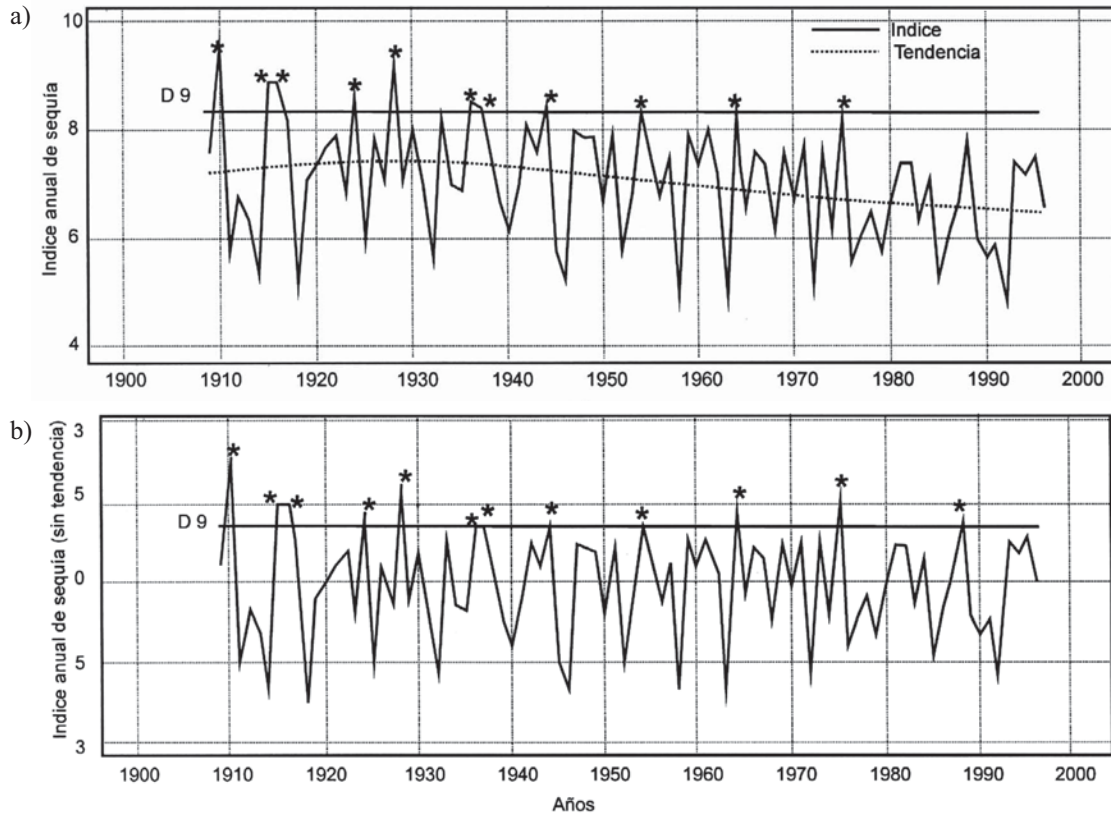 a)
10
8
6
4
Indice anual de sequía
D 9
Indice
Tendencia
* * * * * * * * * * *
1900 1910 1920 1930 1940 1950 1960 1970 1980 1990 2000
b)
3
5
0
5
3
Indice anual de sequía (sin tendencia)
D 9
* * * * * * * * * * * *
1900 1910 1920 1930 1940 1950 1960 1970 1980 1990 2000
Años